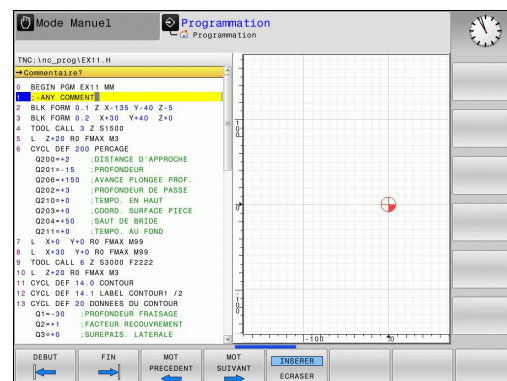 Mode Manuel
Programmation
Programmation
TNC:\nc_prog\EX11.H
→Commentaire?
0 BEGIN PGM EX11 MM
1 ;-ANY COMMENT
2 BLK FORM 0.1 Z X-135 Y-40 Z-5
3 BLK FORM 0.2 X+30 Y+40 Z+0
4 TOOL CALL 3 Z S1500
5 L Z+20 R0 FMAX M3
6 CYCL DEF 200 PERCAGE
Q200=+2 ;DISTANCE D'APPROCHE
Q201=-15 ;PROFONDEUR
Q206=+150 ;AVANCE PLONGEE PROF.
Q202=+3 ;PROFONDEUR DE PASSE
Q210=+0 ;TEMPO. EN HAUT
Q203=+0 ;COORD. SURFACE PIECE
Q204=+50 ;SAUT DE BRIDE
Q211=+0 ;TEMPO. AU FOND
7 L X+0 Y+0 R0 FMAX M99
8 L X+30 Y+0 R0 FMAX M99
9 TOOL CALL 6 Z S3000 F2222
10 L Z+20 R0 FMAX M3
11 CYCL DEF 14.0 CONTOUR
12 CYCL DEF 14.1 LABEL CONTOUR1 /2
13 CYCL DEF 20 DONNEES DU CONTOUR
Q1=-30 ;PROFONDEUR FRAISAGE
Q2=+1 ;FACTEUR RECOUVREMENT
Q3=+0 ;SUREPAIS. LATERALE
100
0
-100
-100
0
DEBUT
FIN
MOT PRECEDENT
MOT SUIVANT
INSERER
ECRASER